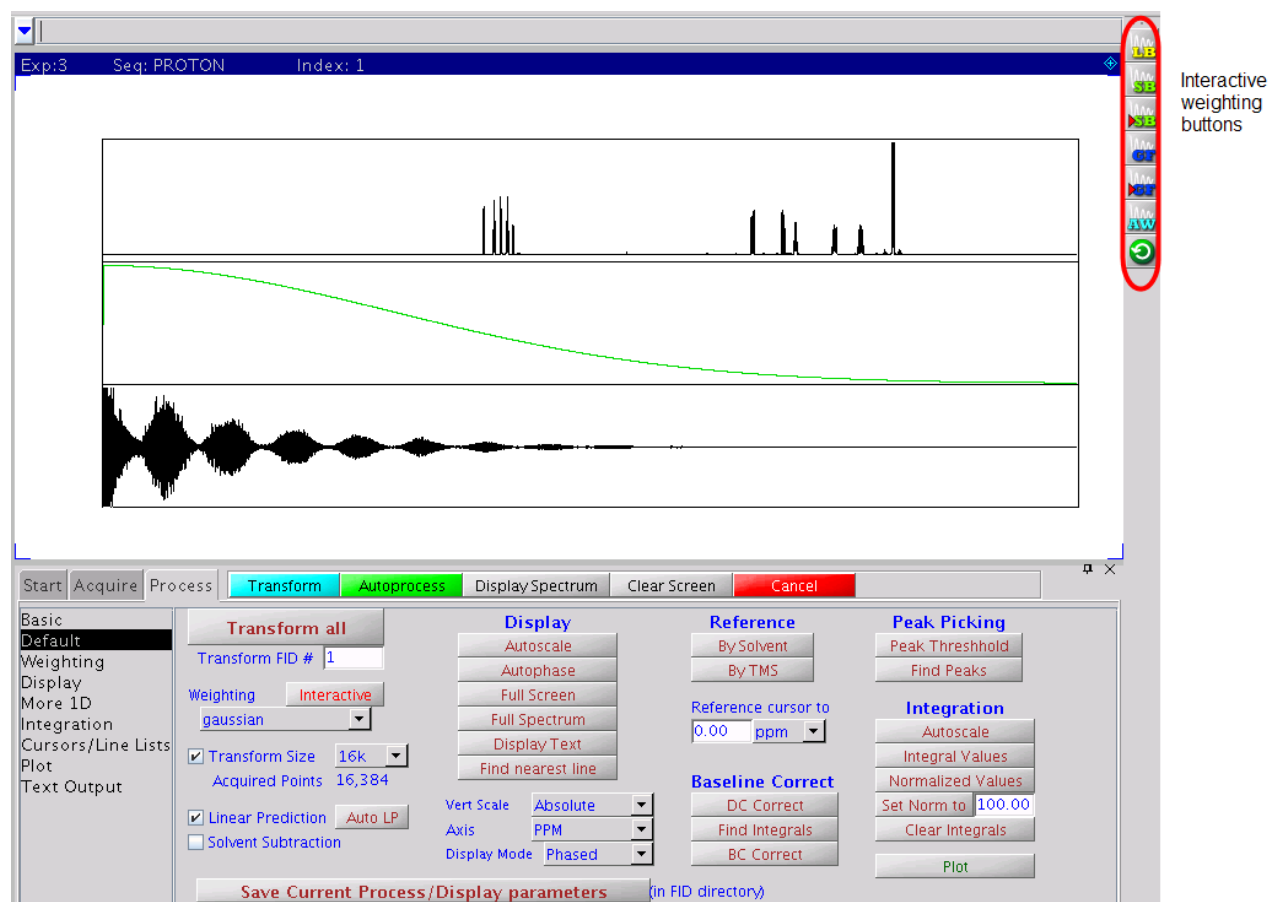 Exp:3 Seq: PROTON Index: 1
LB
SB
SB
GF
GF
AW
Interactive
weighting
buttons
Start Acquire Process Transform Autoprocess Display Spectrum Clear Screen Cancel
Basic
Default
Weighting
Display
More 1D
Integration
Cursors/Line Lists
Plot
Text Output
Transform all
Transform FID # 1
Weighting Interactive
gaussian
Transform Size 16k
Acquired Points 16,384
Linear Prediction Auto LP
Solvent Subtraction
Save Current Process/Display parameters (in FID directory)
Display
Autoscale
Autophase
Full Screen
Full Spectrum
Display Text
Find nearest line
Vert Scale Absolute
Axis PPM
Display Mode Phased
Reference
By Solvent
By TMS
Reference cursor to
0.00 ppm
Baseline Correct
DC Correct
Find Integrals
BC Correct
Peak Picking
Peak Threshhold
Find Peaks
Integration
Autoscale
Integral Values
Normalized Values
Set Norm to 100.00
Clear Integrals
Plot